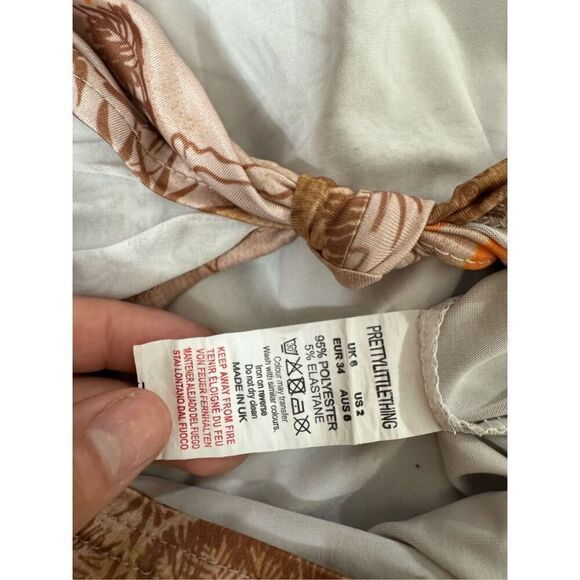 PRETTYLITTLETHING
UK 6 US 2
EUR 34 AUS 6
95% POLYESTER
5% ELASTANE
30
Colour may transfer
Wash with similar colours.
Iron on reverse
Do not dry clean
MADE IN UK
KEEP AWAY FROM FIRE
TENIR ÉLOIGNÉ DU FEU
VON FEUER FERNHALTEN
MANTENER ALEJADO DEL FUEGO
STAI LONTANO DAL FUOCO